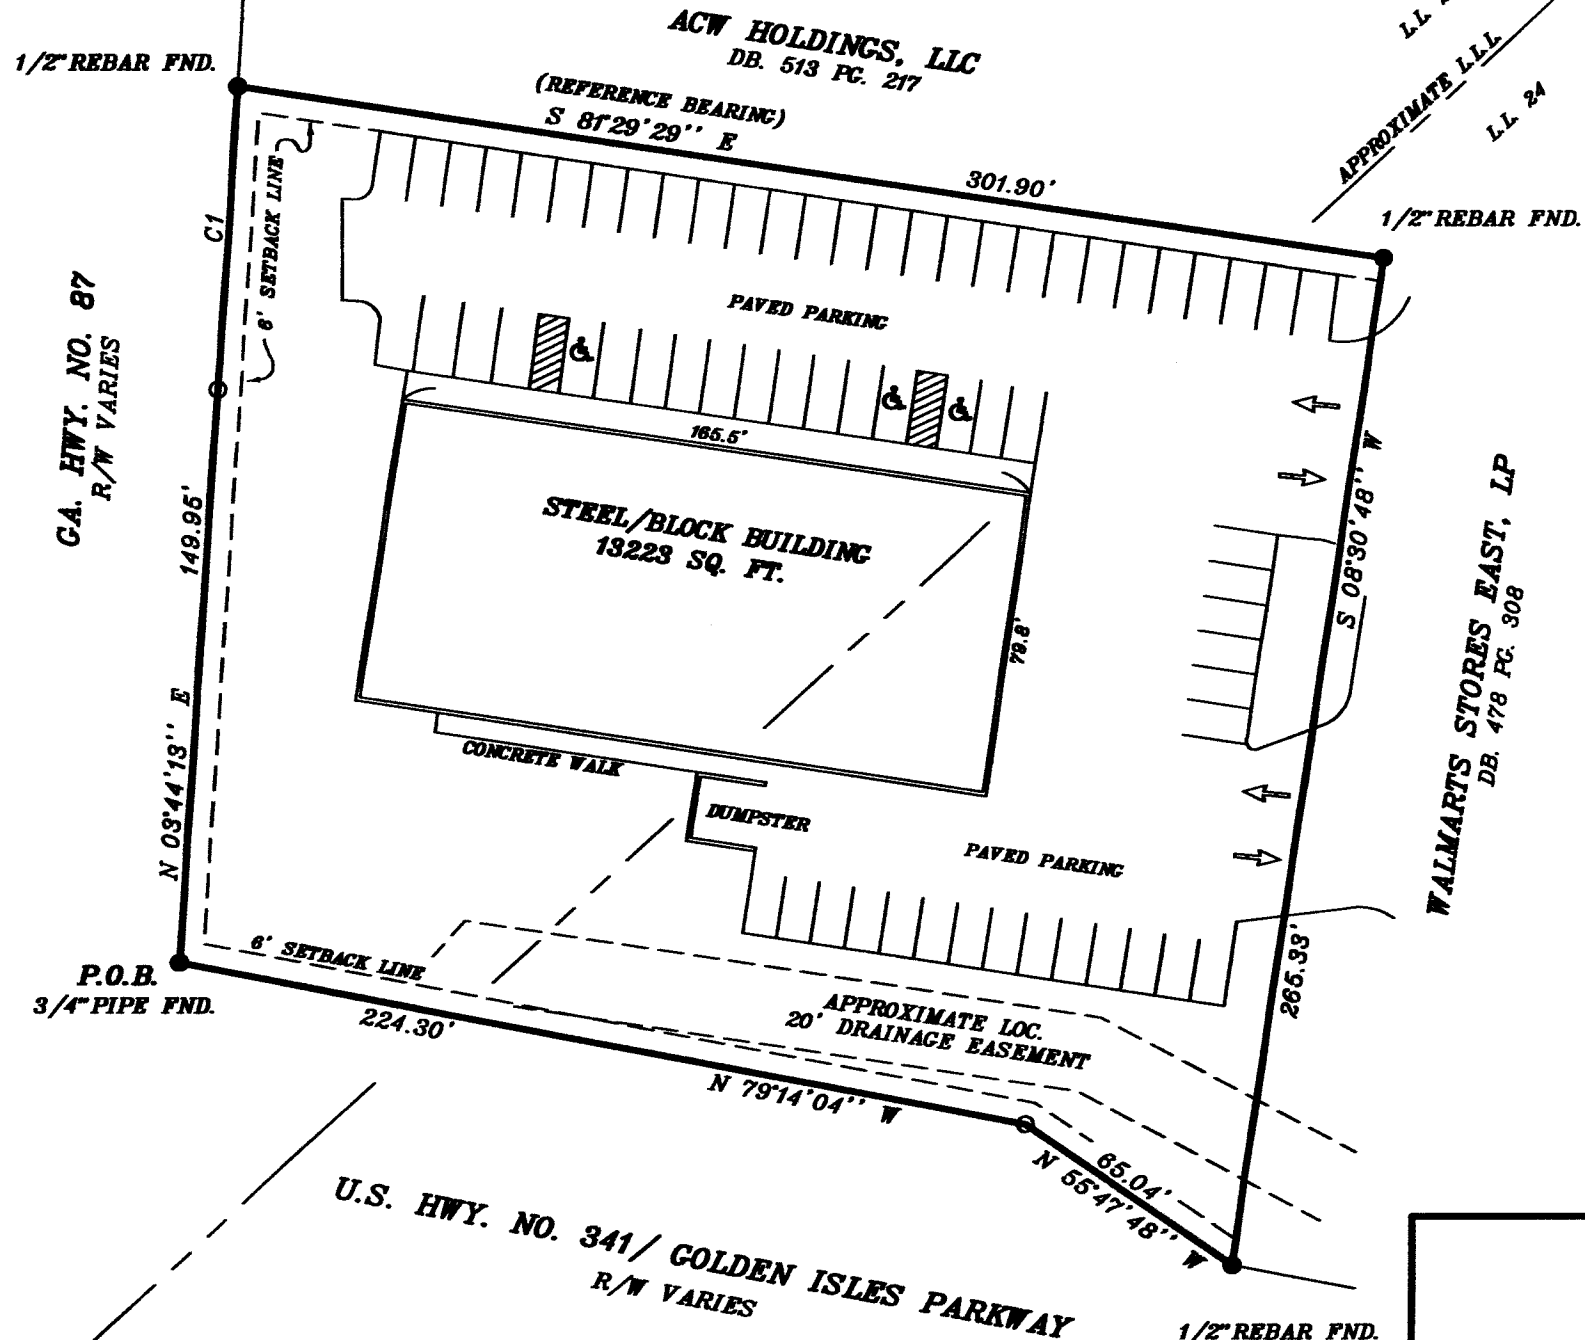 ACW HOLDINGS, LLC
DB. 513 PG. 217
L.L.
APPROXIMATE L.L.L.
L.L. 24
1/2" REBAR FND.
(REFERENCE BEARING)
S 81°29'29'' E
301.90'
1/2" REBAR FND.
C1
6' SETBACK LINE
GA. HWY. NO. 87
R/W VARIES
149.95'
N 03°44'13'' E
PAVED PARKING
165.5'
STEEL/BLOCK BUILDING
13223 SQ. FT.
79.8'
S 08°30'48'' W
265.33'
WALMARTS STORES EAST, LP
DB. 478 PG. 308
CONCRETE WALK
DUMPSTER
PAVED PARKING
P.O.B.
3/4" PIPE FND.
6' SETBACK LINE
224.30'
N 79°14'04'' W
APPROXIMATE LOC.
20' DRAINAGE EASEMENT
65.04'
N 55°47'48'' W
U.S. HWY. NO. 341/ GOLDEN ISLES PARKWAY
R/W VARIES
1/2" REBAR FND.